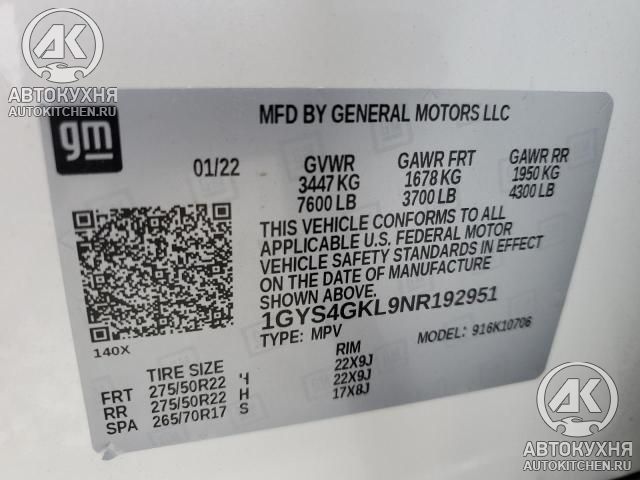 AK
АВТОКУХНЯ
AUTOKITCHEN.RU
gm
MFD BY GENERAL MOTORS LLC
01/22
GVWR GAWR FRT GAWR RR
3447 KG 1678 KG 1950 KG
7600 LB 3700 LB 4300 LB
THIS VEHICLE CONFORMS TO ALL
APPLICABLE U.S. FEDERAL MOTOR
VEHICLE SAFETY STANDARDS IN EFFECT
ON THE DATE OF MANUFACTURE
SHOWN ABOVE.
1GYS4GKL9NR192951
TYPE: MPV MODEL: 916K10706
140X
TIRE SIZE RIM
FRT 275/50R22 H 22X9J
RR 275/50R22 H 22X9J
SPA 265/70R17 S 17X8J
AK
АВТОКУХНЯ
AUTOKITCHEN.RU